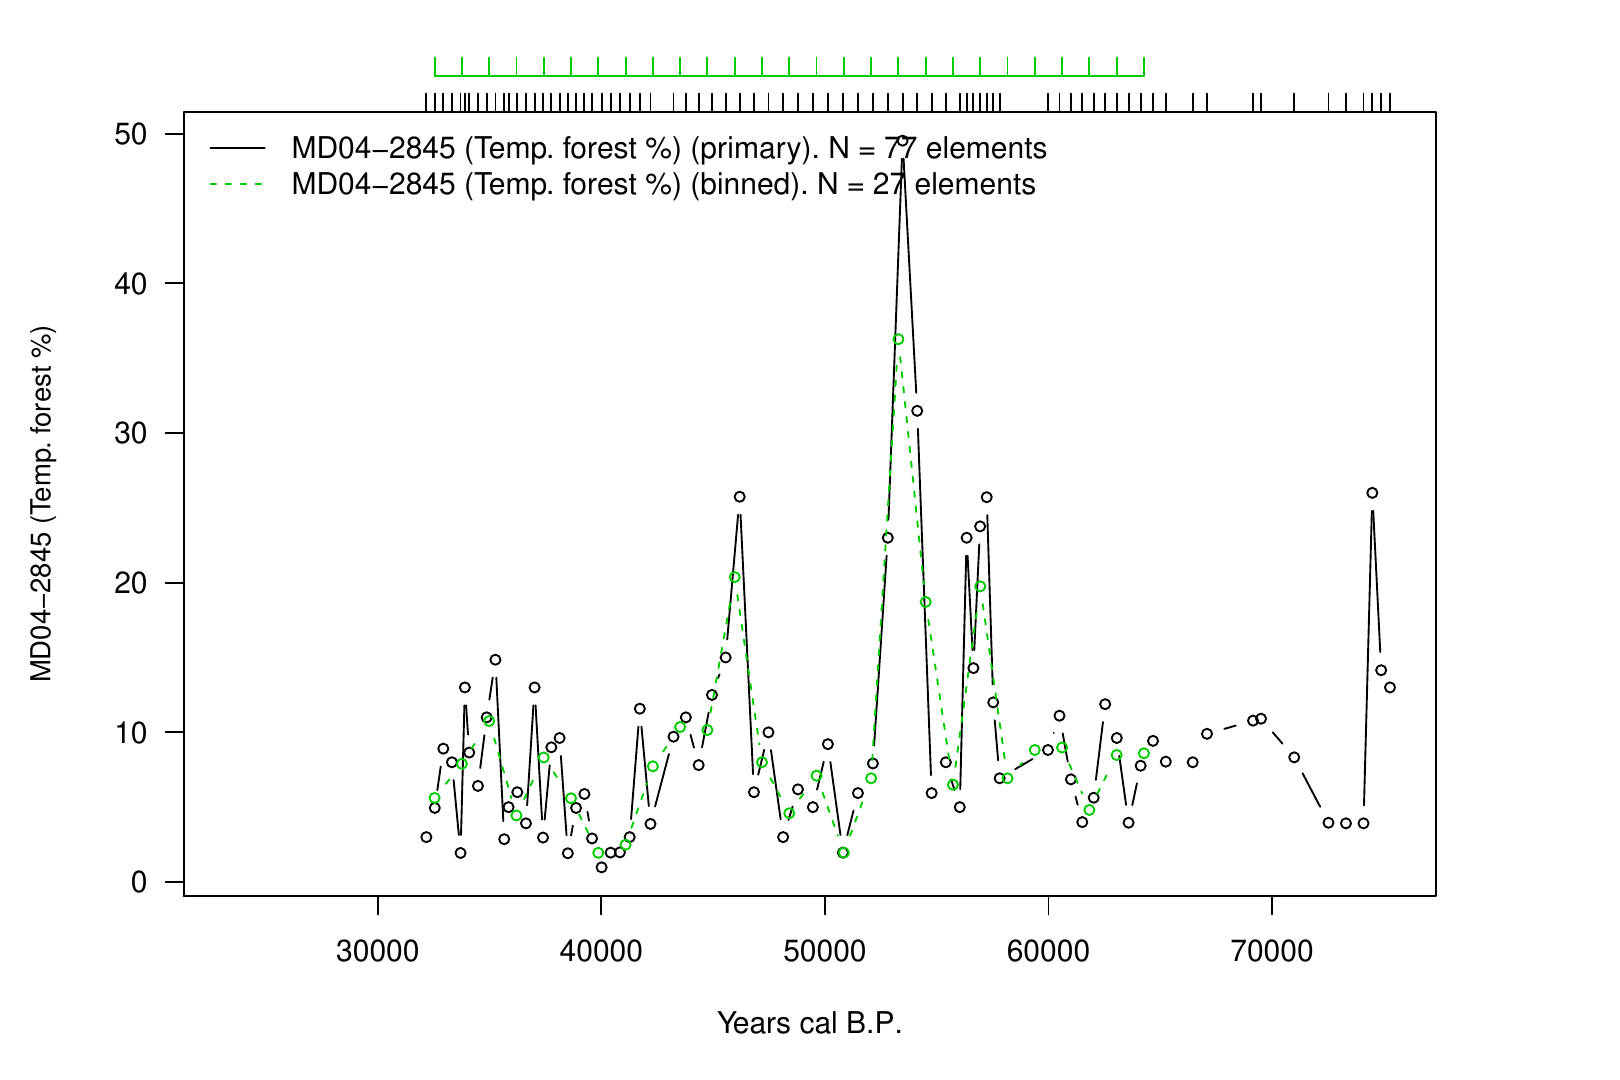 MD04−2845 (Temp. forest %) (primary). N = 77 elements
MD04−2845 (Temp. forest %) (binned). N = 27 elements
50
40
30
20
10
0
MD04−2845 (Temp. forest %)
30000 40000 50000 60000 70000
Years cal B.P.